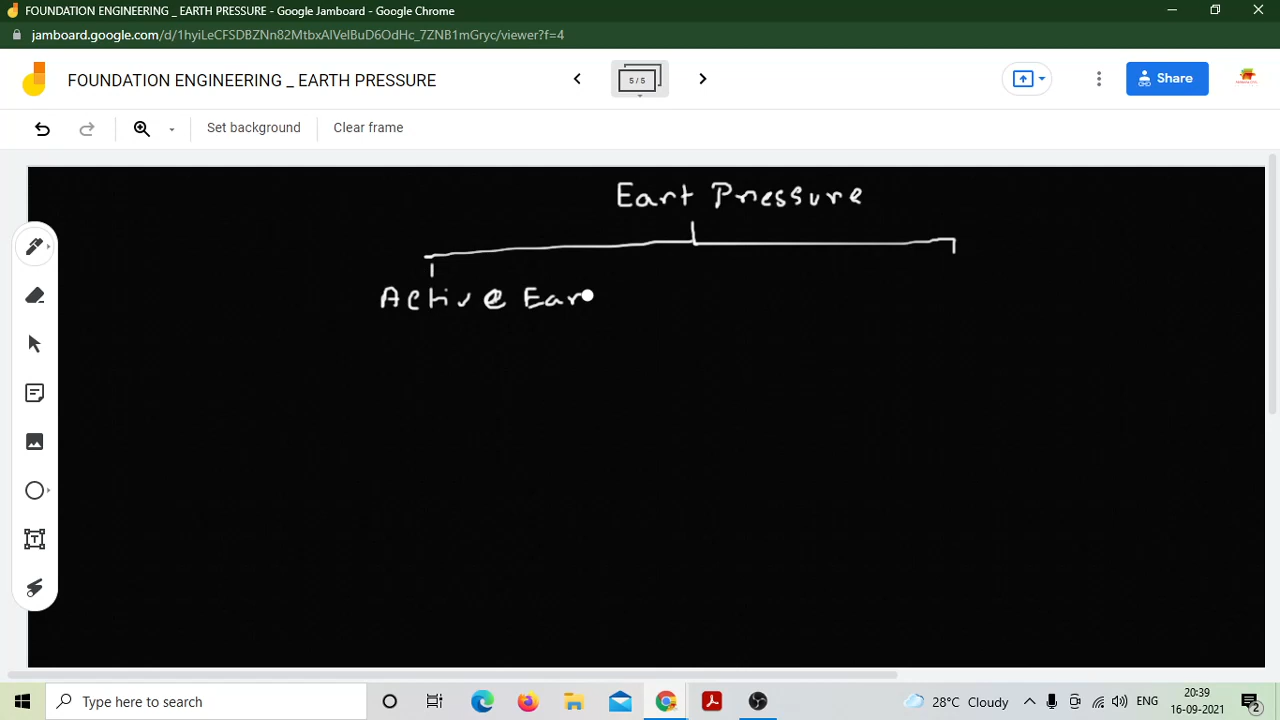 FOUNDATION ENGINEERING _ EARTH PRESSURE - Google Jamboard - Google Chrome
jamboard.google.com/d/1hyiLeCFSDBZNn82MtbxAlVelBuD6OdHc_7ZNB1mGryc/viewer?f=4
FOUNDATION ENGINEERING _ EARTH PRESSURE
5 / 5
Share
Set background
Clear frame
Eart Pressure
Active Ear
Type here to search
28°C Cloudy
ENG
20:39
16-09-2021
2